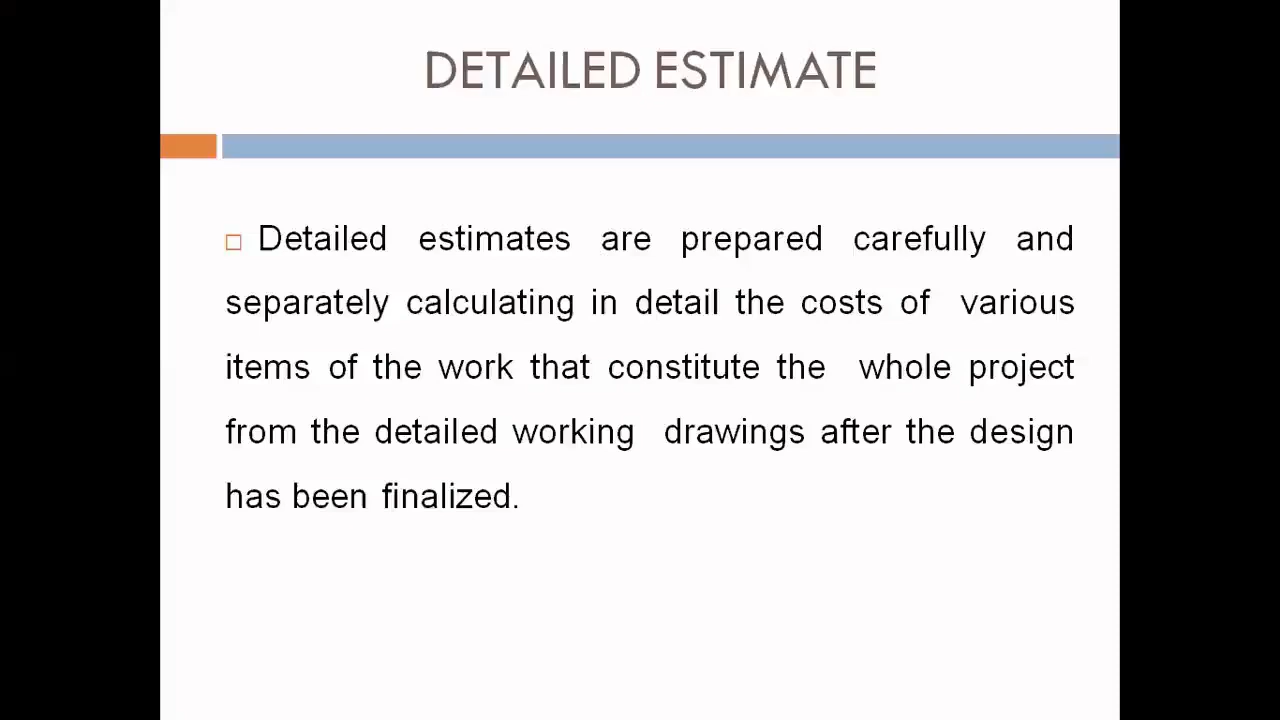 DETAILED ESTIMATE
Detailed estimates are prepared carefully and
separately calculating in detail the costs of various
items of the work that constitute the whole project
from the detailed working drawings after the design
has been finalized.